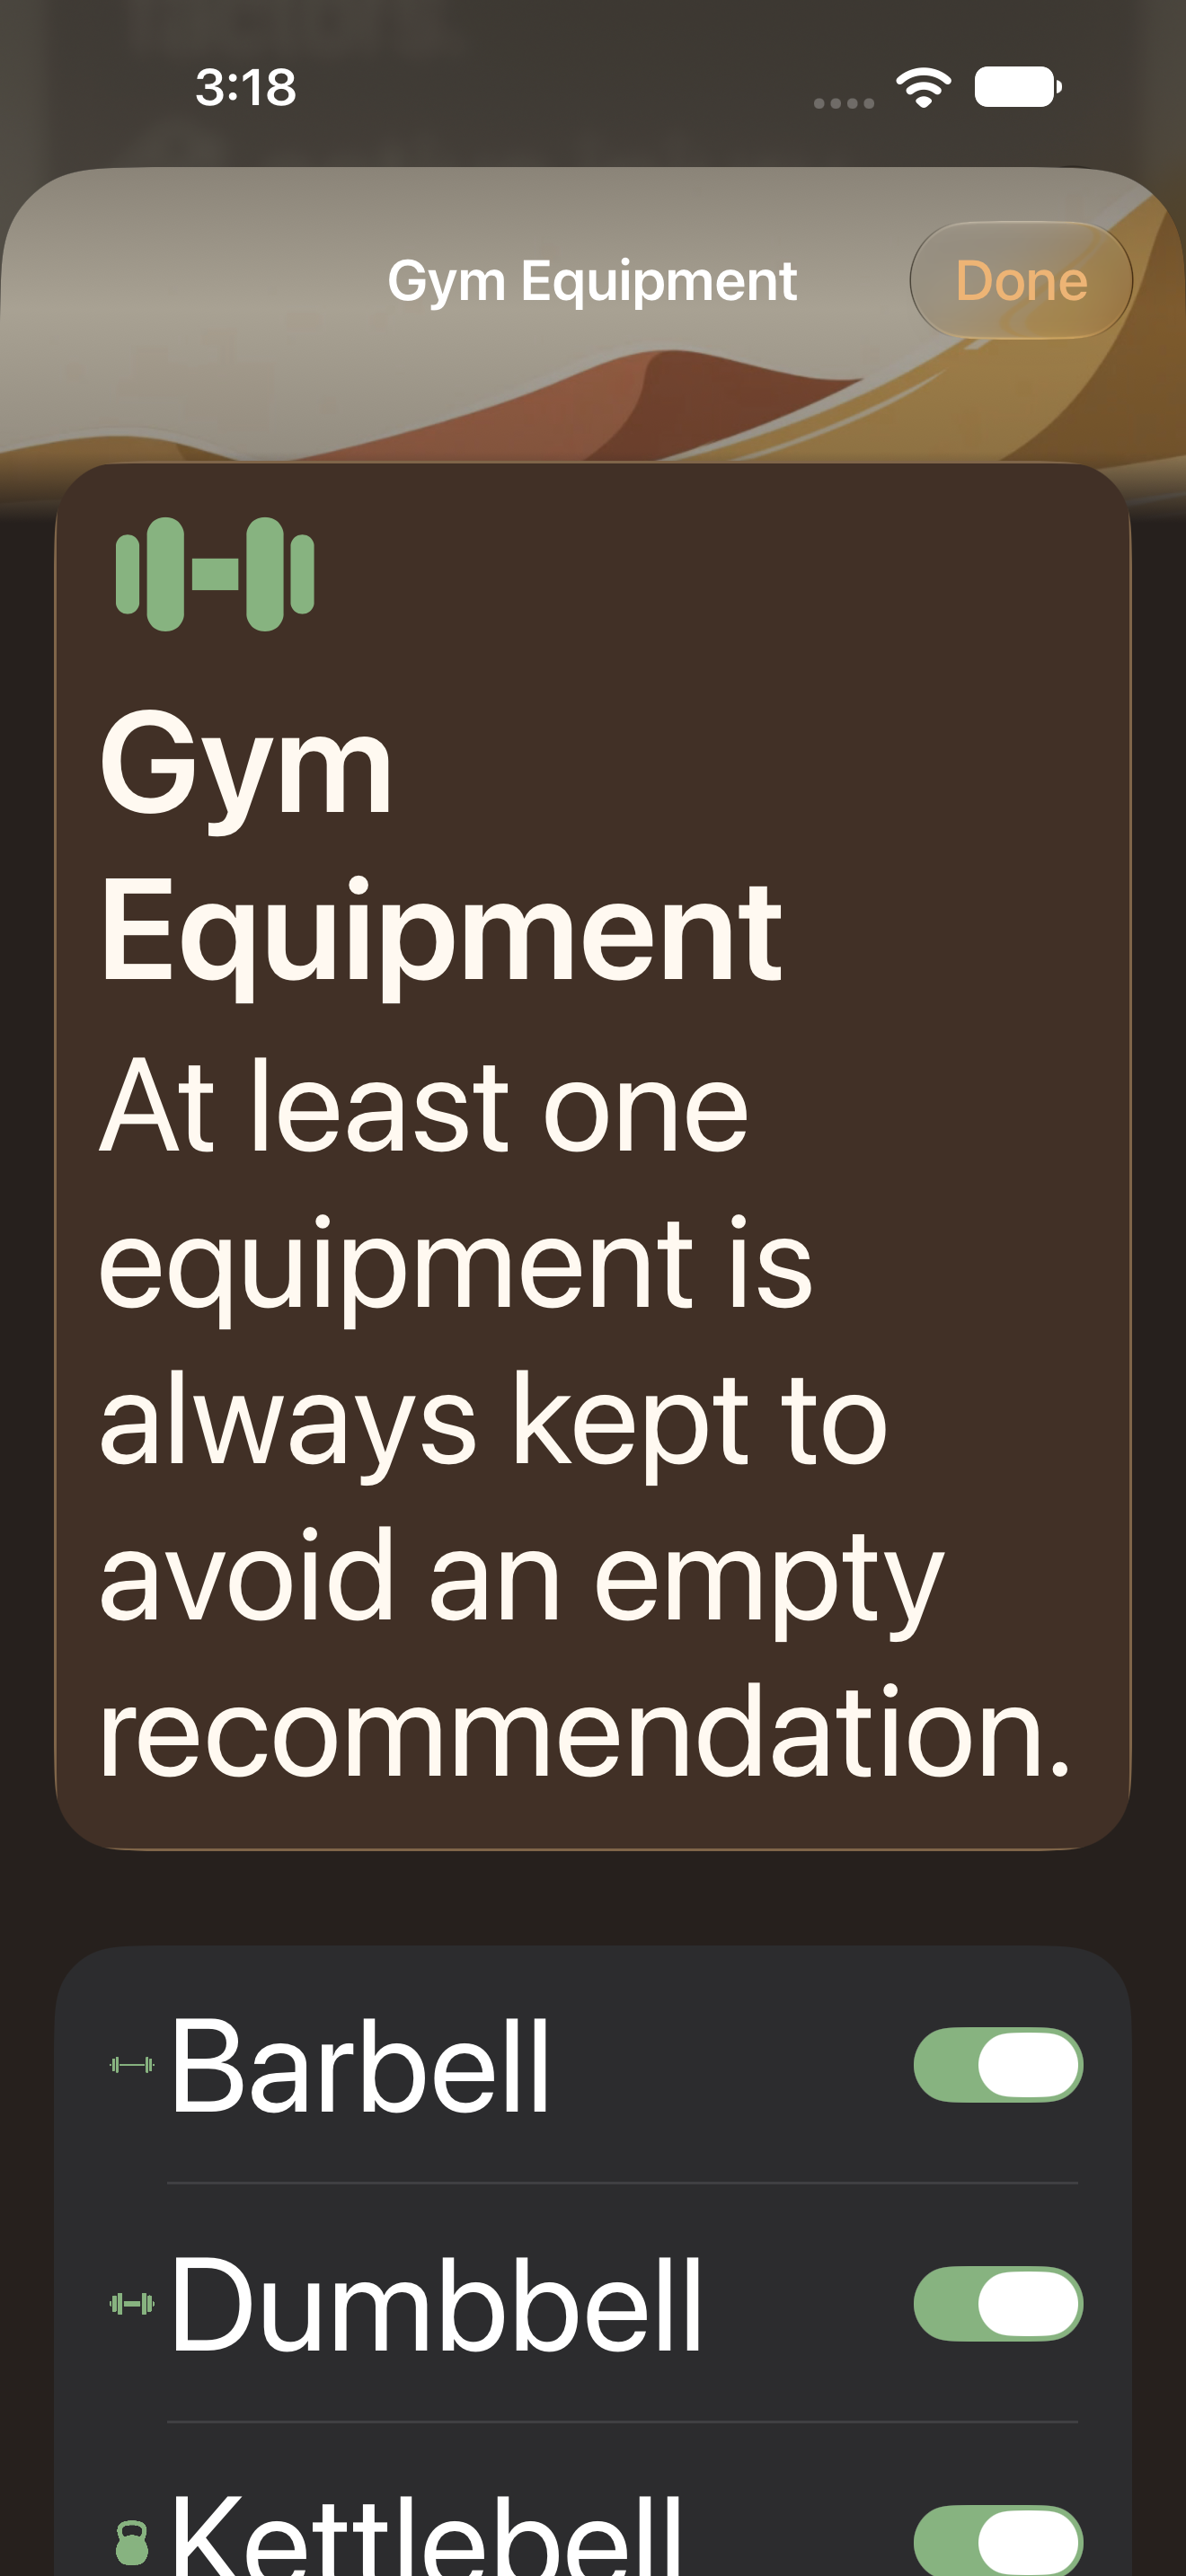 3:18
Gym Equipment
Done
Gym
Equipment
At least one
equipment is
always kept to
avoid an empty
recommendation.
Barbell
Dumbbell
Kettlebell